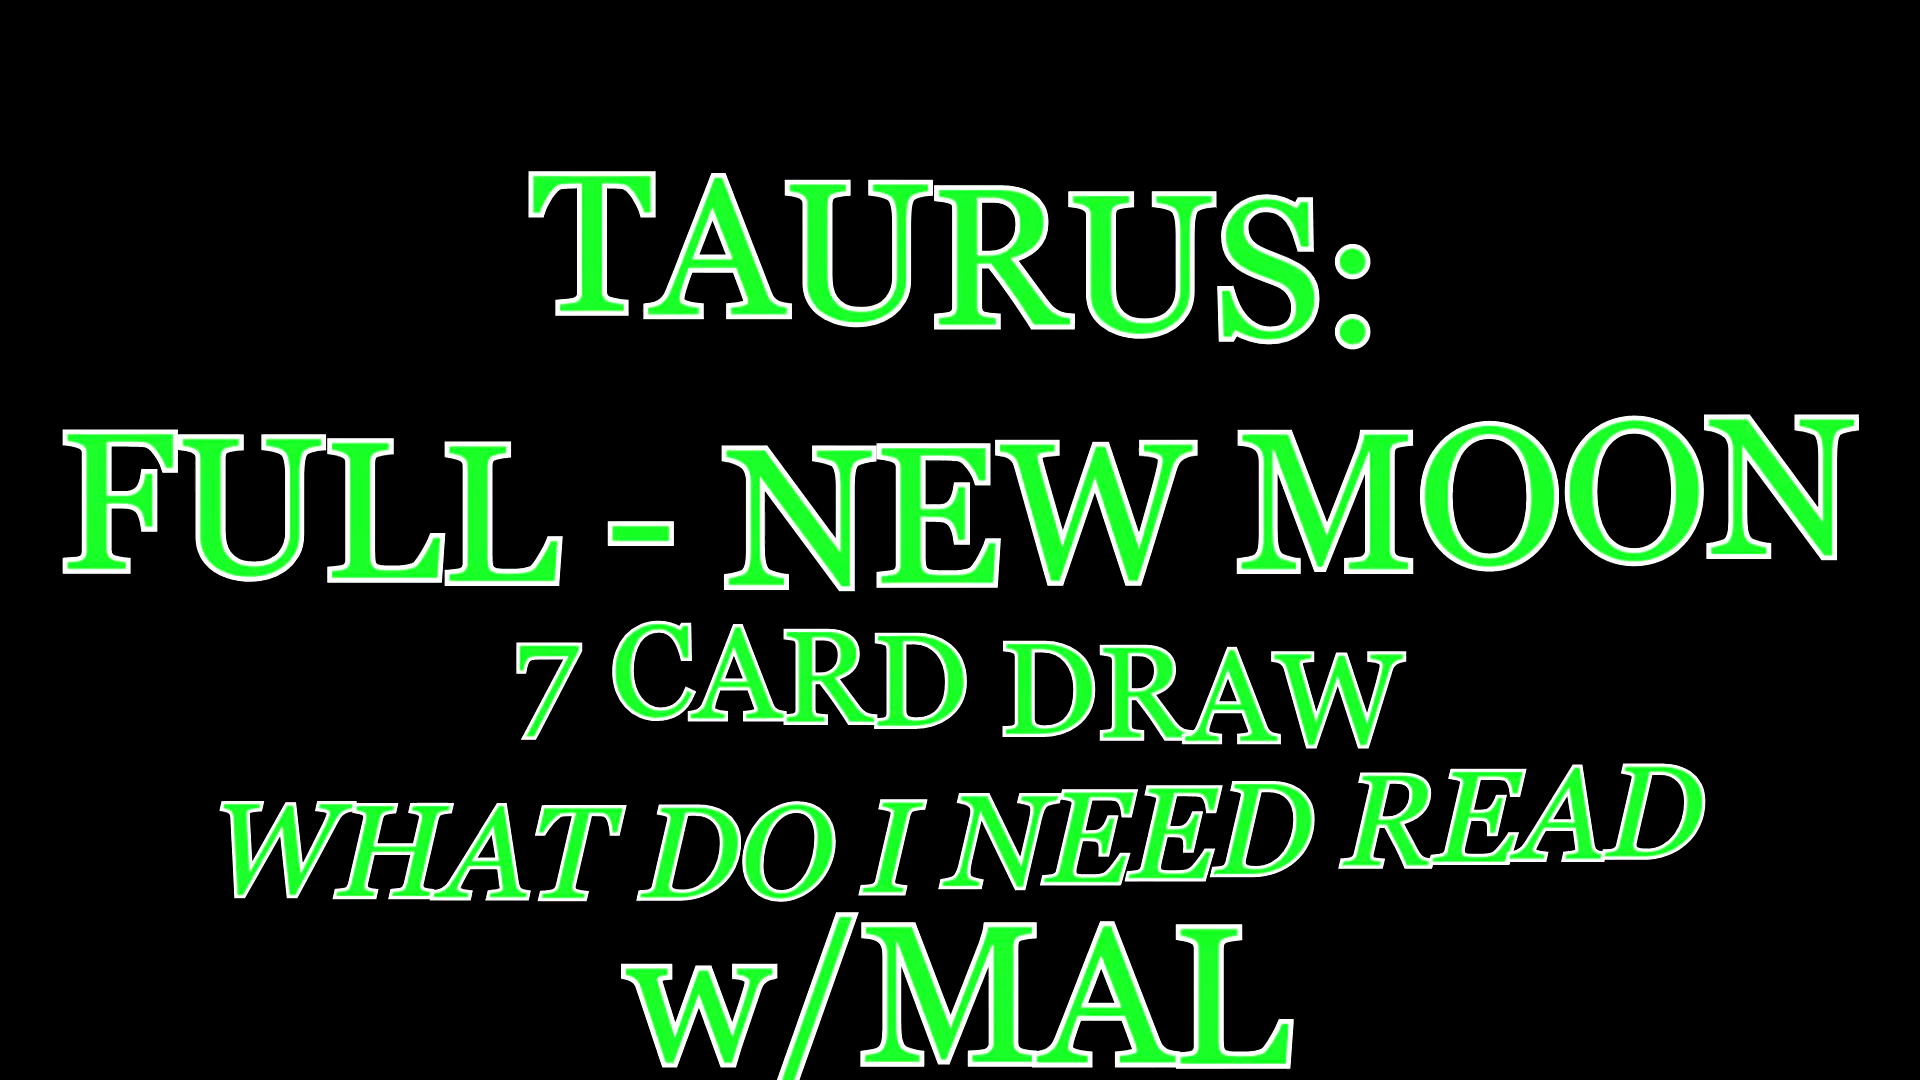 TAURUS:
FULL - NEW MOON
7 CARD DRAW
WHAT DO I NEED READ
w/MAL